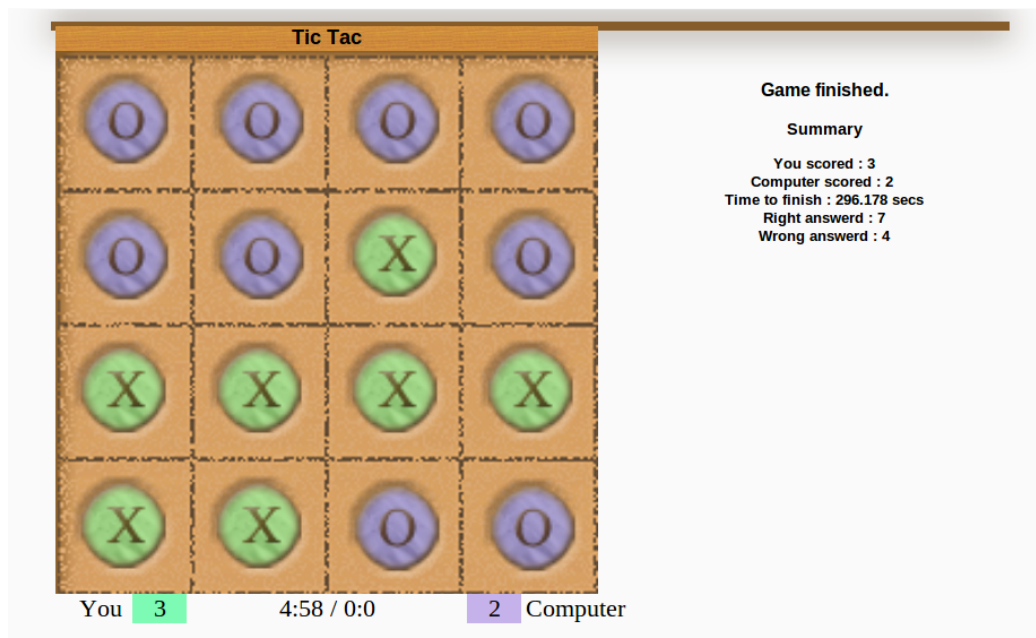 Tic Tac
O O O O
O O X O
X X X X
X X O O
You 3 4:58 / 0:0 2 Computer
Game finished.
Summary
You scored : 3
Computer scored : 2
Time to finish : 296.178 secs
Right answerd : 7
Wrong answerd : 4